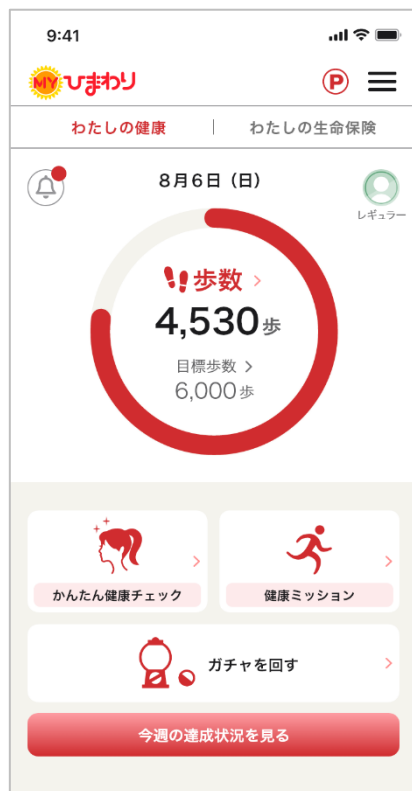 9:41
MYひまわり
P
わたしの健康 わたしの生命保険
8月6日（日）
レギュラー
歩数
4,530歩
目標歩数
6,000歩
かんたん健康チェック 健康ミッション
ガチャを回す
今週の達成状況を見る